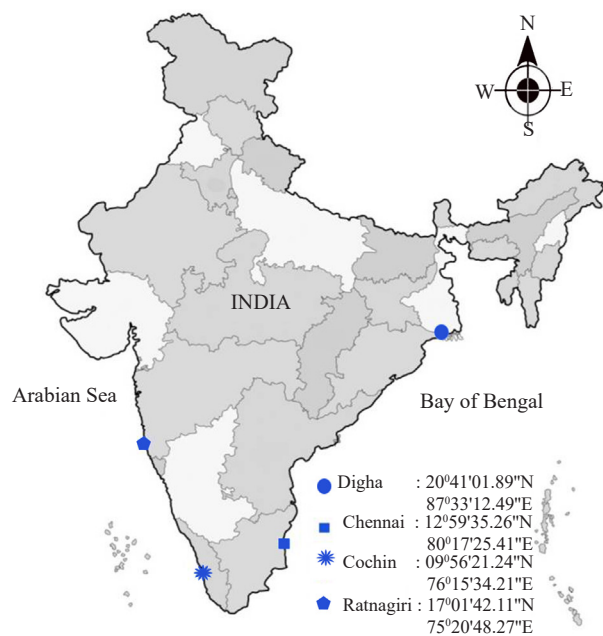 N
W E
S
INDIA
Arabian Sea
Bay of Bengal
Digha : 20⁰41'01.89"N
87⁰33'12.49"E
Chennai : 12⁰59'35.26"N
80⁰17'25.41"E
Cochin : 09⁰56'21.24"N
76⁰15'34.21"E
Ratnagiri : 17⁰01'42.11"N
75⁰20'48.27"E